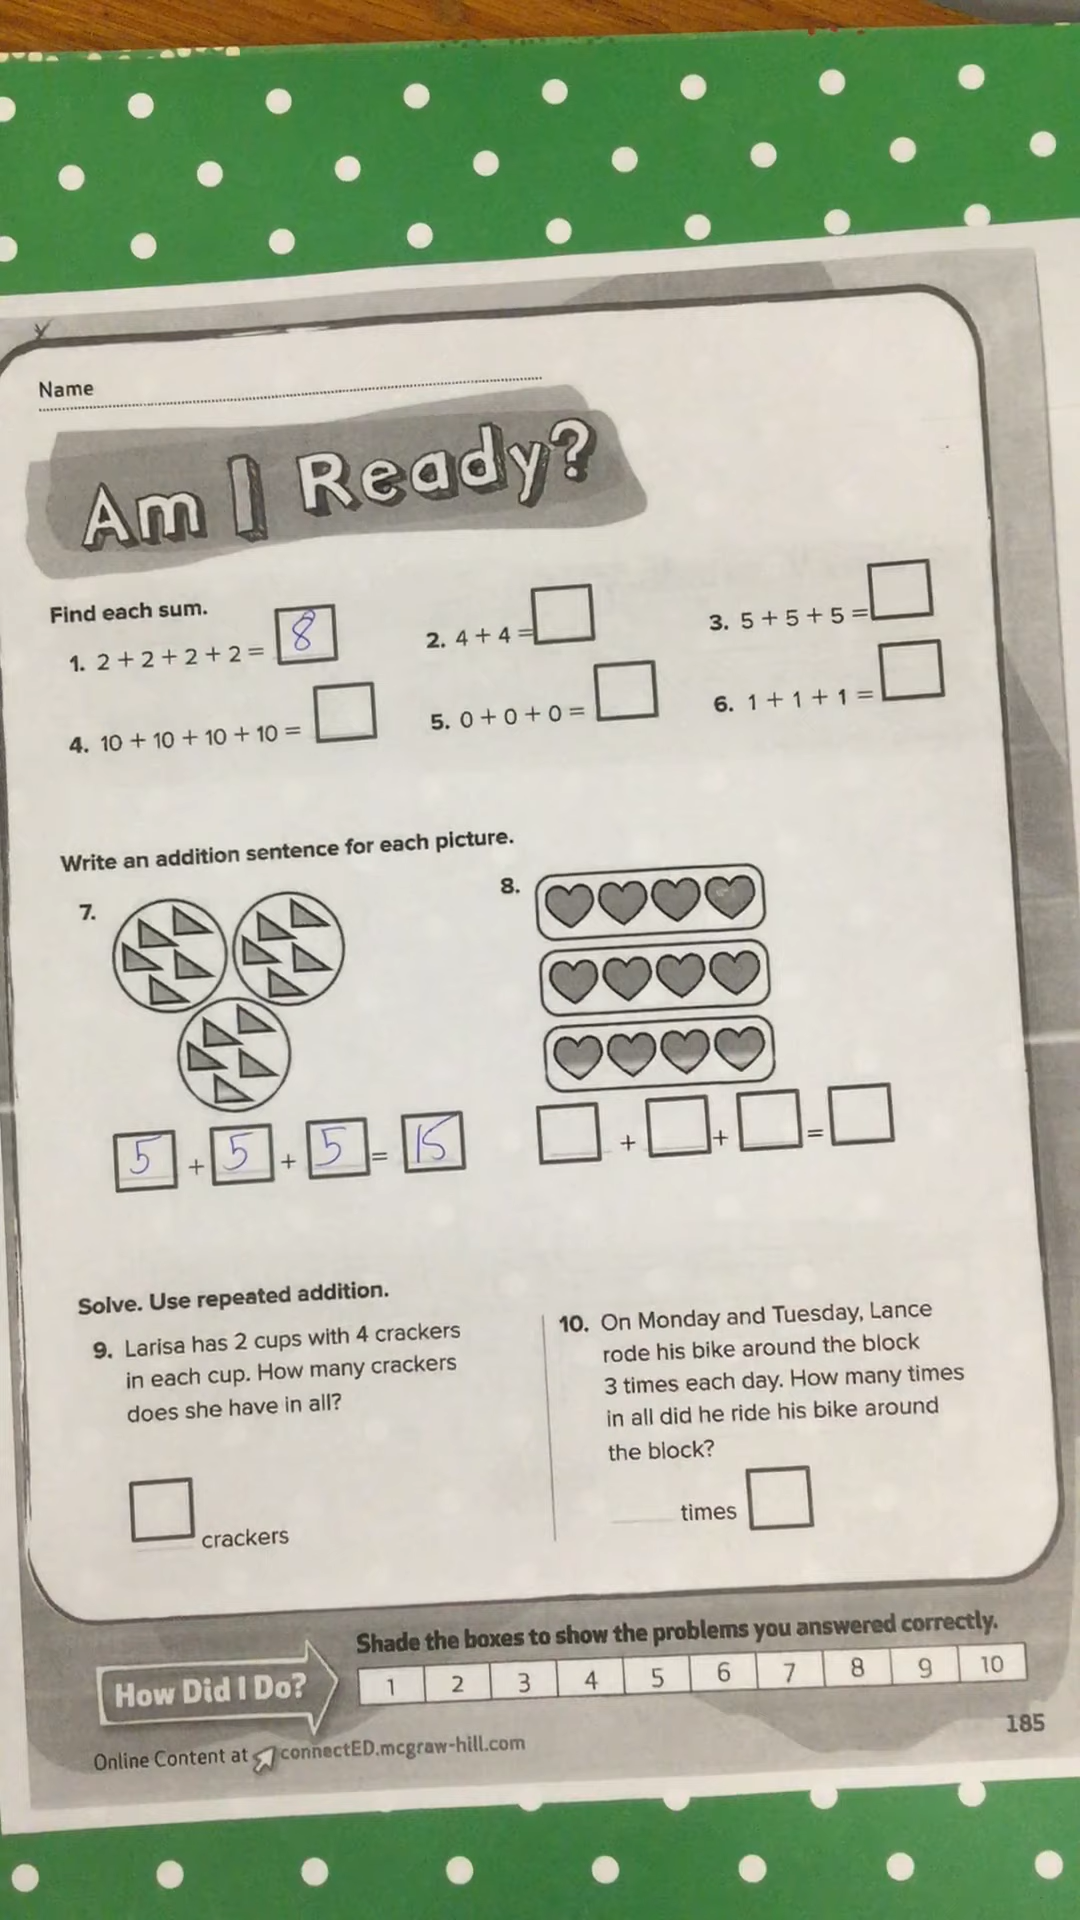 Name
Am I Ready?
Find each sum.
1. 2 + 2 + 2 + 2 = 8
2. 4 + 4 =
3. 5 + 5 + 5 =
4. 10 + 10 + 10 + 10 =
5. 0 + 0 + 0 =
6. 1 + 1 + 1 =
Write an addition sentence for each picture.
7.
5 + 5 + 5 = 15
8.
+ + =
Solve. Use repeated addition.
9. Larisa has 2 cups with 4 crackers
in each cup. How many crackers
does she have in all?
crackers
10. On Monday and Tuesday, Lance
rode his bike around the block
3 times each day. How many times
in all did he ride his bike around
the block?
times
How Did I Do?
Shade the boxes to show the problems you answered correctly.
1 2 3 4 5 6 7 8 9 10
Online Content at connectED.mcgraw-hill.com
185